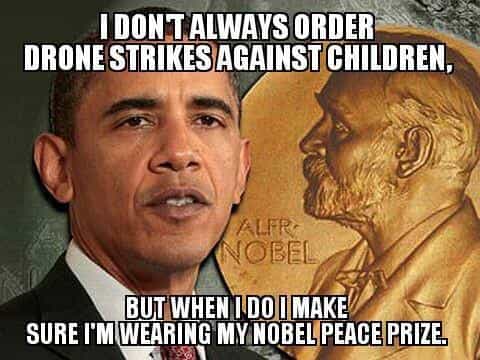 I DON'T ALWAYS ORDER
DRONE STRIKES AGAINST CHILDREN,
ALFR·
NOBEL
BUT WHEN I DO I MAKE
SURE I'M WEARING MY NOBEL PEACE PRIZE.